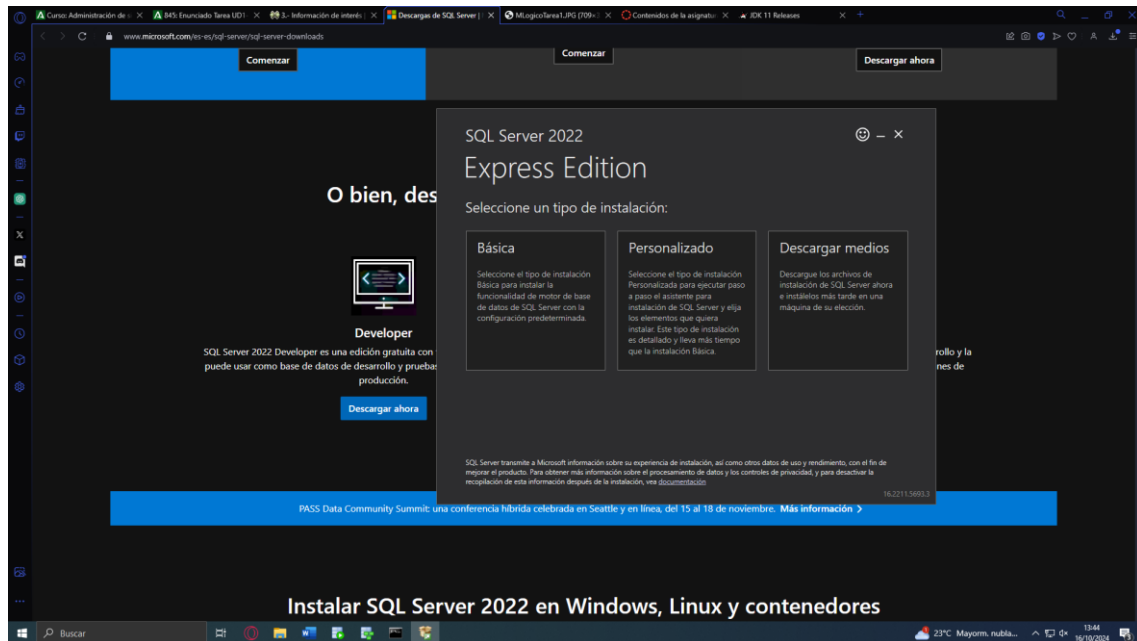 Curso: Administración de
845: Enunciado Tarea UD1-
3.- Información de interés |
Descargas de SQL Server |
MLogicoTarea1.JPG (709×
Contenidos de la asignatur
JDK 11 Releases
www.microsoft.com/es-es/sql-server/sql-server-downloads
Comenzar
Comenzar
Descargar ahora
O bien, des
Developer
SQL Server 2022 Developer es una edición gratuita con
puede usar como base de datos de desarrollo y pruebas
producción.
Descargar ahora
rollo y la
nes de
SQL Server 2022
Express Edition
Seleccione un tipo de instalación:
Básica
Seleccione el tipo de instalación
Básica para instalar la
funcionalidad de motor de base
de datos de SQL Server con la
configuración predeterminada.
Personalizado
Seleccione el tipo de instalación
Personalizada para ejecutar paso
a paso el asistente para
instalación de SQL Server y elija
los elementos que quiera
instalar. Este tipo de instalación
es detallado y lleva más tiempo
que la instalación Básica.
Descargar medios
Descargue los archivos de
instalación de SQL Server ahora
e instálelos más tarde en una
máquina de su elección.
SQL Server transmite a Microsoft información sobre su experiencia de instalación, así como otros datos de uso y rendimiento, con el fin de
mejorar el producto. Para obtener más información sobre el procesamiento de datos y los controles de privacidad, y para desactivar la
recopilación de esta información después de la instalación, vea documentación
16.2211.5693.3
PASS Data Community Summit: una conferencia híbrida celebrada en Seattle y en línea, del 15 al 18 de noviembre. Más información >
Instalar SQL Server 2022 en Windows, Linux y contenedores
Buscar
23°C Mayorm. nubla...
13:44
16/10/2024